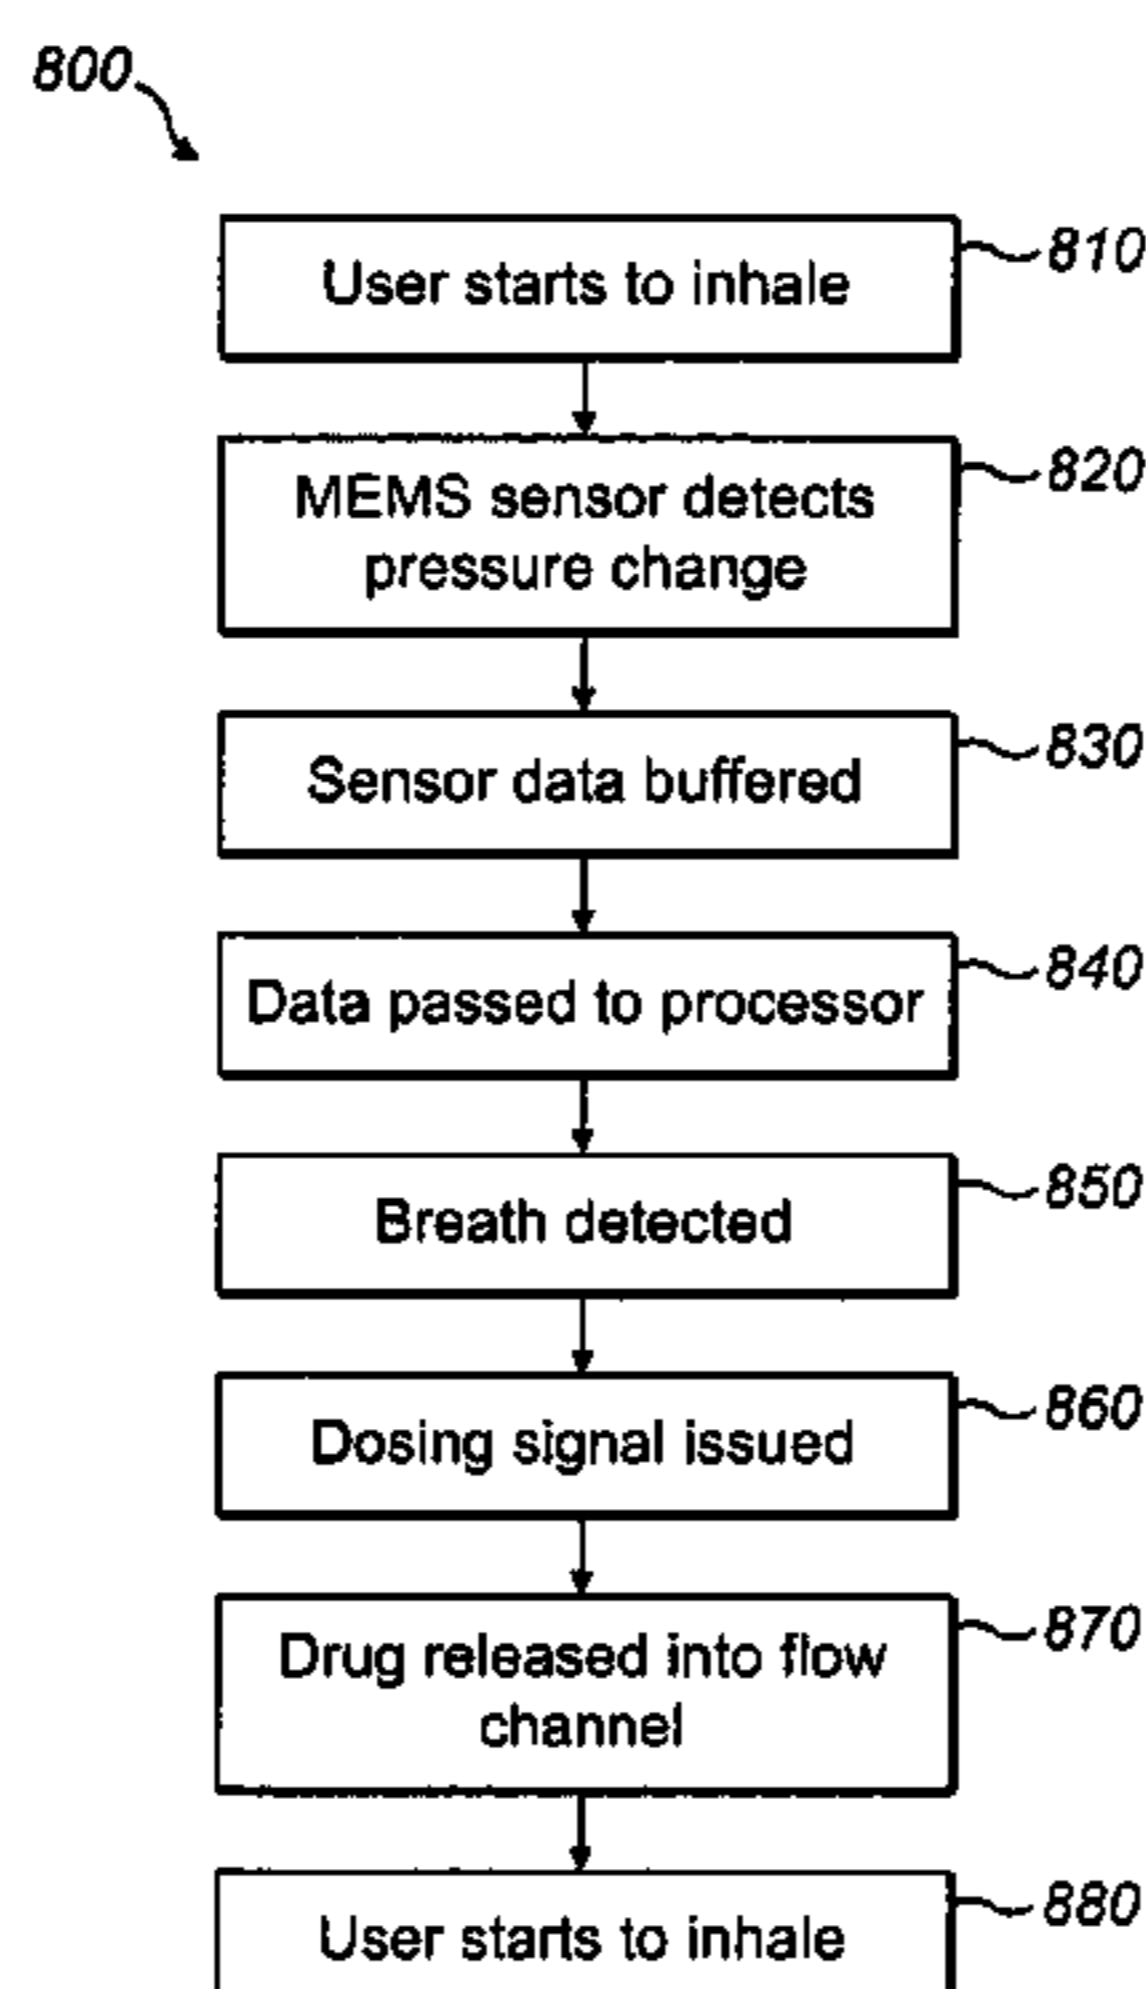 800
User starts to inhale
810
MEMS sensor detects
pressure change
820
Sensor data buffered
830
Data passed to processor
840
Breath detected
850
Dosing signal issued
860
Drug released into flow
channel
870
User starts to inhale
880